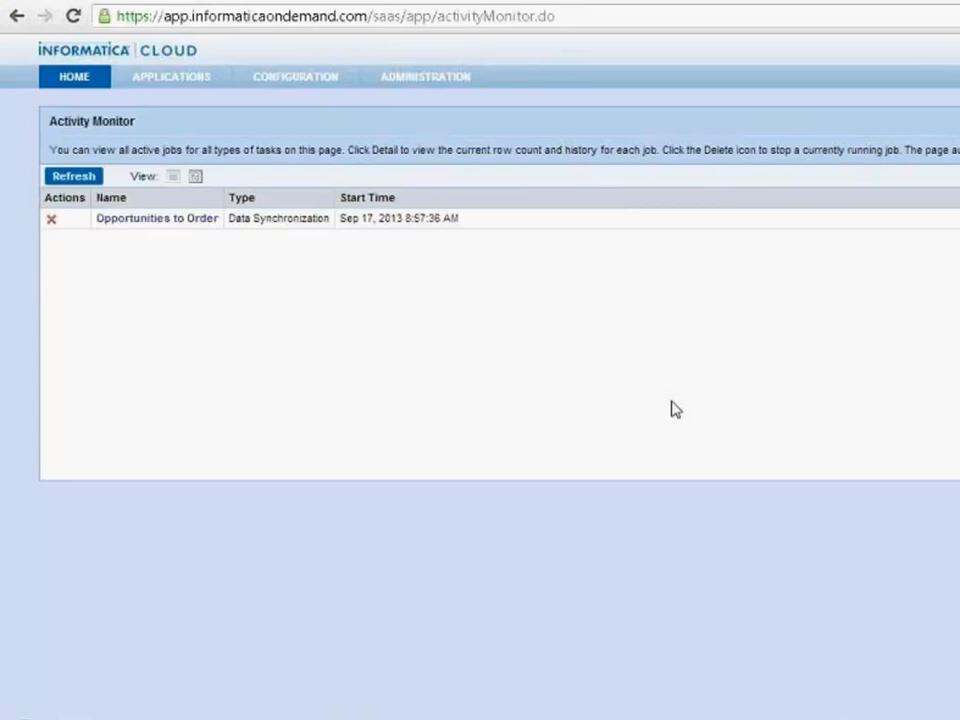 https://app.informaticaondemand.com/saas/app/activityMonitor.do
INFORMATICA | CLOUD
HOME APPLICATIONS CONFIGURATION ADMINISTRATION
Activity Monitor
You can view all active jobs for all types of tasks on this page. Click Detail to view the current row count and history for each job. Click the Delete icon to stop a currently running job. The page
Refresh View:
Actions Name Type Start Time
Opportunities to Order Data Synchronization Sep 17, 2013 8:57:36 AM